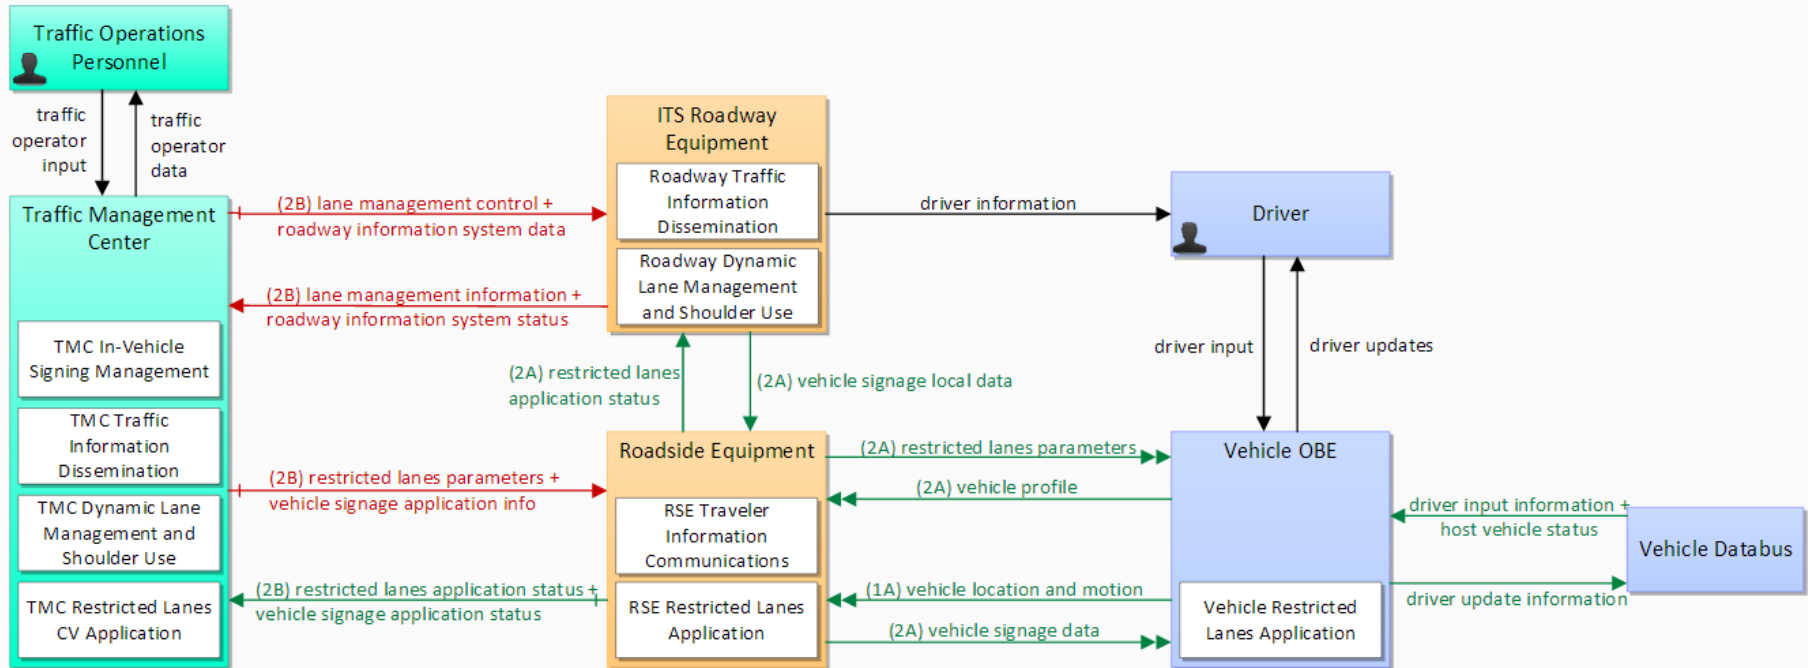 Traffic Operations
Personnel
traffic
operator
input
traffic
operator
data
Traffic Management
Center
TMC In-Vehicle
Signing Management
TMC Traffic
Information
Dissemination
TMC Dynamic Lane
Management and
Shoulder Use
TMC Restricted Lanes
CV Application
(2B) lane management control +
roadway information system data
(2B) lane management information +
roadway information system status
(2B) restricted lanes parameters +
vehicle signage application info
(2B) restricted lanes application status +
vehicle signage application status
ITS Roadway
Equipment
Roadway Traffic
Information
Dissemination
Roadway Dynamic
Lane Management
and Shoulder Use
(2A) restricted lanes
application status
(2A) vehicle signage local data
Roadside Equipment
RSE Traveler
Information
Communications
RSE Restricted Lanes
Application
driver information
Driver
driver input
driver updates
(2A) restricted lanes parameters
(2A) vehicle profile
(1A) vehicle location and motion
(2A) vehicle signage data
Vehicle OBE
Vehicle Restricted
Lanes Application
driver input information +
host vehicle status
driver update information
Vehicle Databus